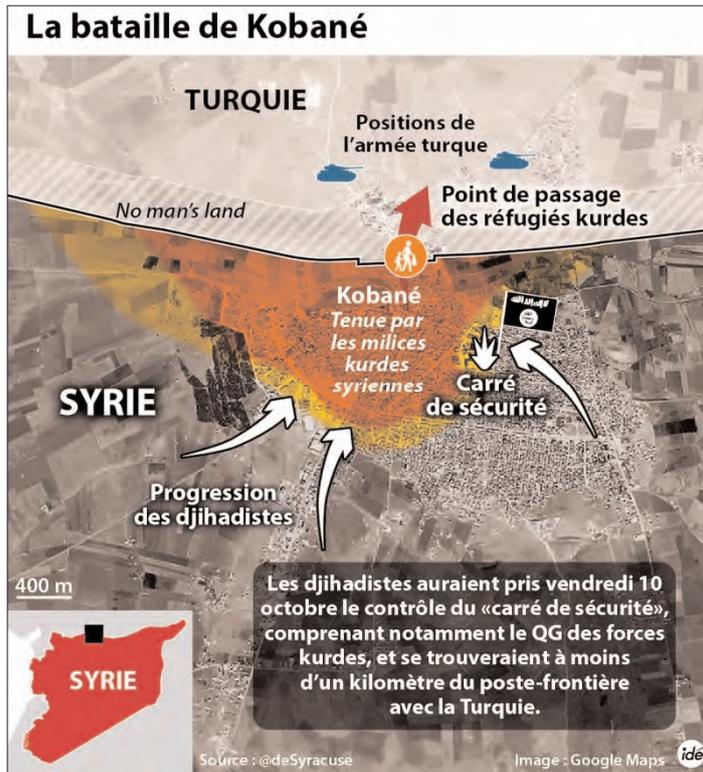 La bataille de Kobané
TURQUIE
Positions de
l'armée turque
Point de passage
des réfugiés kurdes
No man's land
Kobané
Tenue par
les milices
kurdes
syriennes
Carré
de sécurité
SYRIE
Progression
des djihadistes
400 m
Les djihadistes auraient pris vendredi 10
octobre le contrôle du «carré de sécurité»,
comprenant notamment le QG des forces
kurdes, et se trouveraient à moins
d'un kilomètre du poste-frontière
avec la Turquie.
SYRIE
Source : @deSyracuse
Image : Google Maps
idé